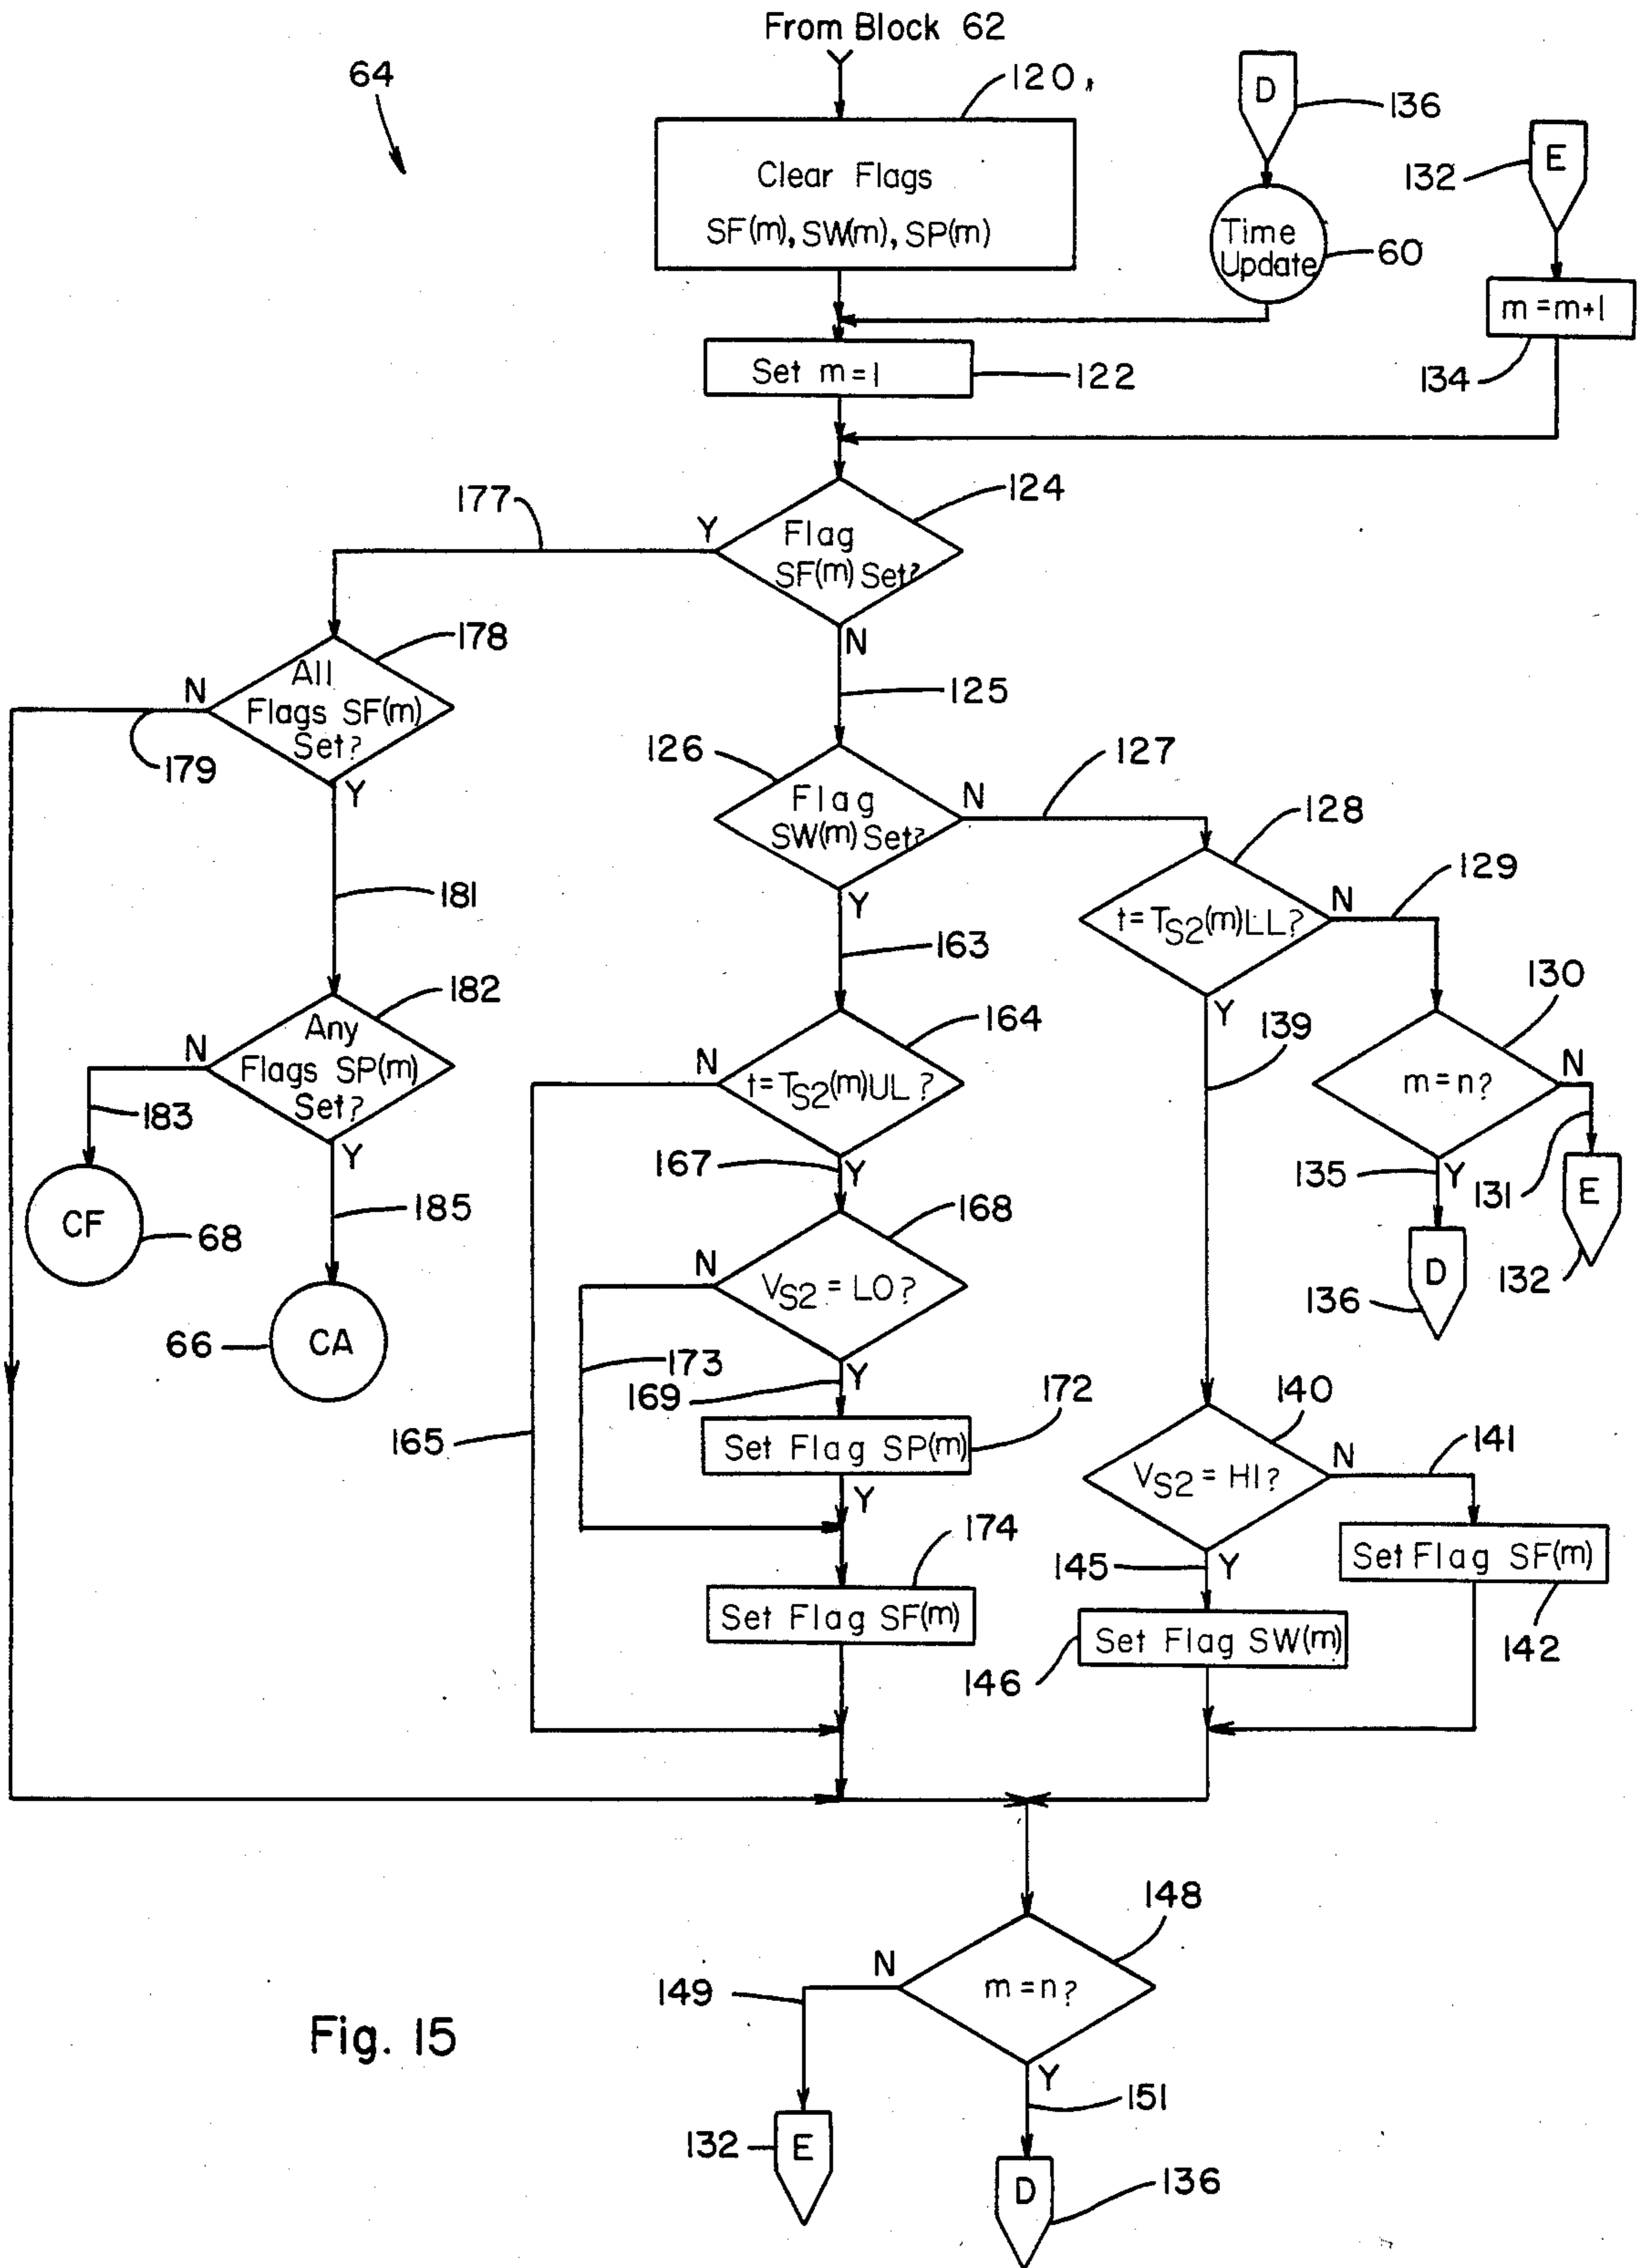 From Block 62
Y
64
120
D
136
Clear Flags
SF(m), SW(m), SP(m)
E
132
Time
Update
60
m = m+1
134
Set m = 1
122
177
Y
124
Flag
SF(m) Set?
N
178
All
Flags SF(m)
Set?
N
179
Y
125
126
Flag
SW(m) Set?
N
127
Y
128
t = TS2(m)LL?
N
129
Y
181
163
130
m = n?
N
182
Any
Flags SP(m)
Set?
N
183
Y
164
t = TS2(m)UL?
N
139
167
Y
135
Y
131
E
132
CF
68
185
168
VS2 = LO?
N
D
136
66
CA
173
169
Y
172
Set Flag SP(m)
Y
165
140
VS2 = HI?
N
141
174
Set Flag SF(m)
145
Y
Set Flag SF(m)
142
Set Flag SW(m)
146
148
m = n?
N
149
Y
151
Fig. 15
132
E
D
136